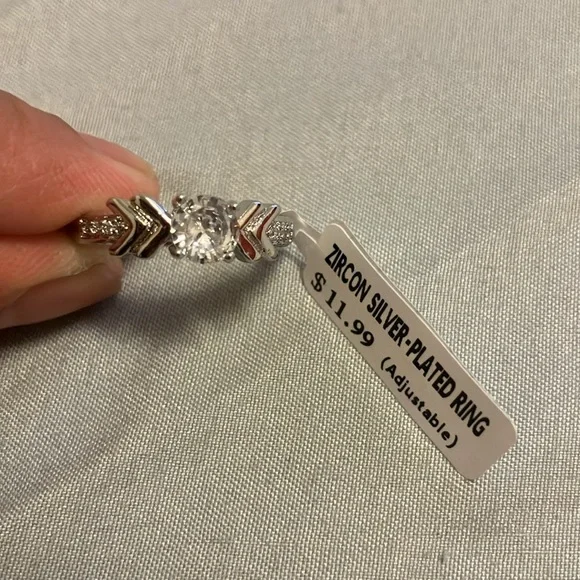 ZIRCON SILVER-PLATED RING
$11.99 (Adjustable)